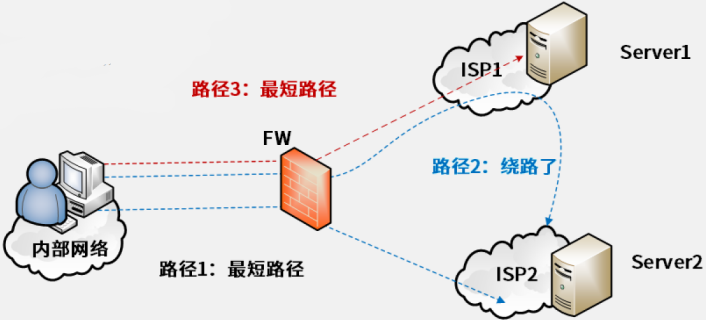 ISP1
Server1
路径3：最短路径
FW
路径2：绕路了
内部网络
路径1：最短路径
ISP2
Server2